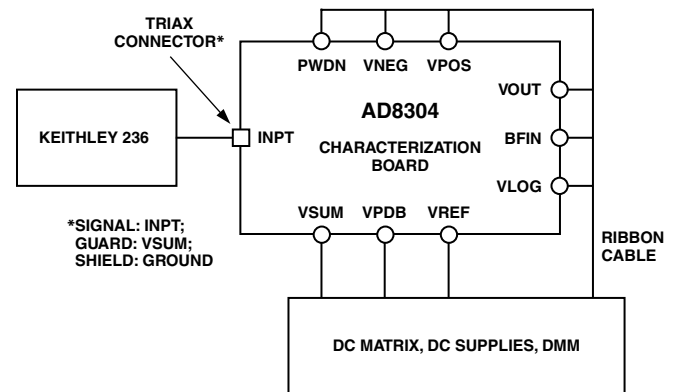 TRIAX
CONNECTOR*
PWDN VNEG VPOS
VOUT
AD8304
KEITHLEY 236
INPT
BFIN
CHARACTERIZATION
BOARD
VLOG
VSUM VPDB VREF
*SIGNAL: INPT;
GUARD: VSUM;
SHIELD: GROUND
RIBBON
CABLE
DC MATRIX, DC SUPPLIES, DMM